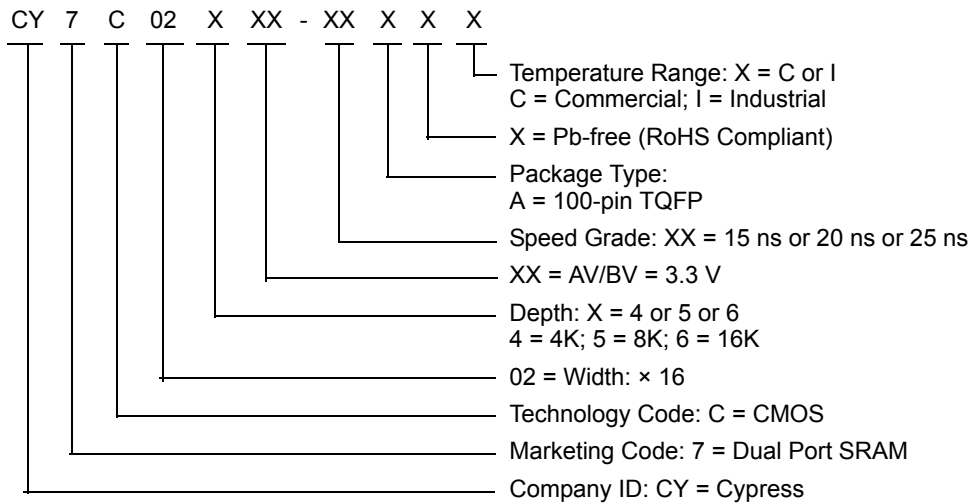 CY 7 C 02 X XX - XX X X X
Temperature Range: X = C or I
C = Commercial; I = Industrial
X = Pb-free (RoHS Compliant)
Package Type:
A = 100-pin TQFP
Speed Grade: XX = 15 ns or 20 ns or 25 ns
XX = AV/BV = 3.3 V
Depth: X = 4 or 5 or 6
4 = 4K; 5 = 8K; 6 = 16K
02 = Width: × 16
Technology Code: C = CMOS
Marketing Code: 7 = Dual Port SRAM
Company ID: CY = Cypress